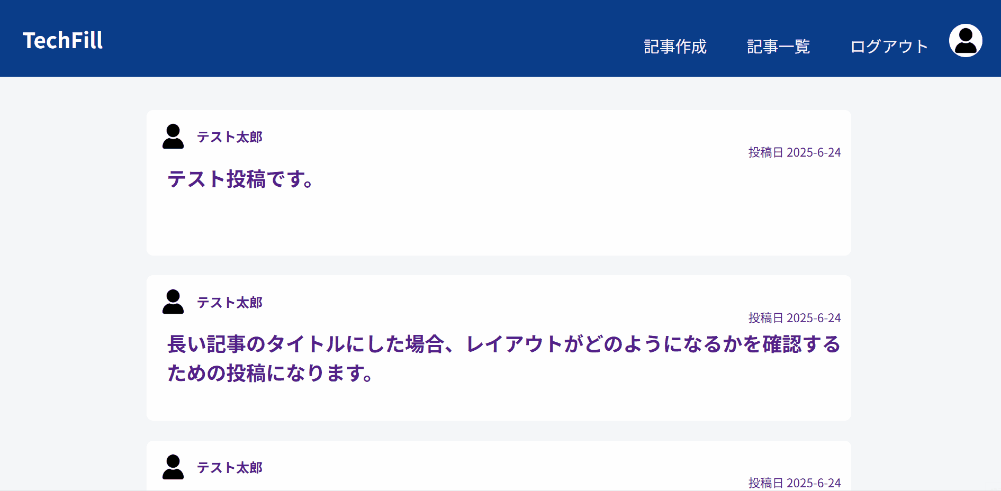 TechFill
記事作成 記事一覧 ログアウト
テスト太郎
投稿日 2025-6-24
テスト投稿です。
テスト太郎
投稿日 2025-6-24
長い記事のタイトルにした場合、レイアウトがどのようになるかを確認する
ための投稿になります。
テスト太郎
投稿日 2025-6-24